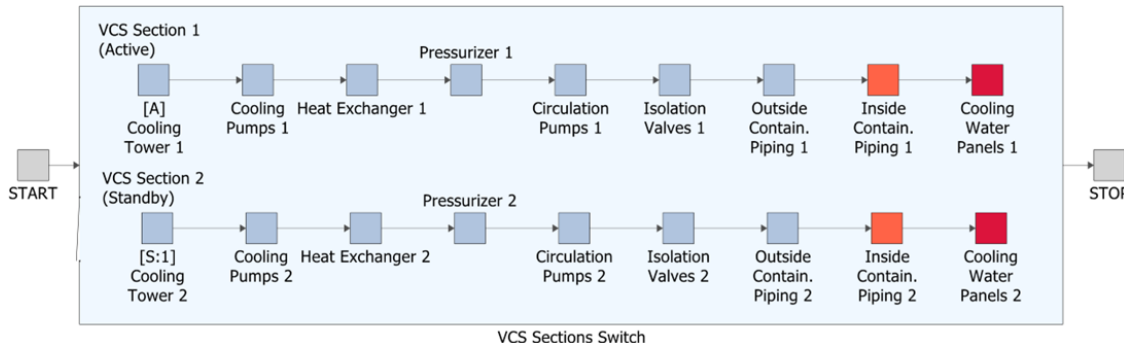 VCS Section 1
(Active)
Pressurizer 1
[A]
Cooling
Tower 1
Cooling
Pumps 1
Heat Exchanger 1
Circulation
Pumps 1
Isolation
Valves 1
Outside
Contain.
Piping 1
Inside
Contain.
Piping 1
Cooling
Water
Panels 1
START
STOP
VCS Section 2
(Standby)
Pressurizer 2
[S:1]
Cooling
Tower 2
Cooling
Pumps 2
Heat Exchanger 2
Circulation
Pumps 2
Isolation
Valves 2
Outside
Contain.
Piping 2
Inside
Contain.
Piping 2
Cooling
Water
Panels 2
VCS Sections Switch